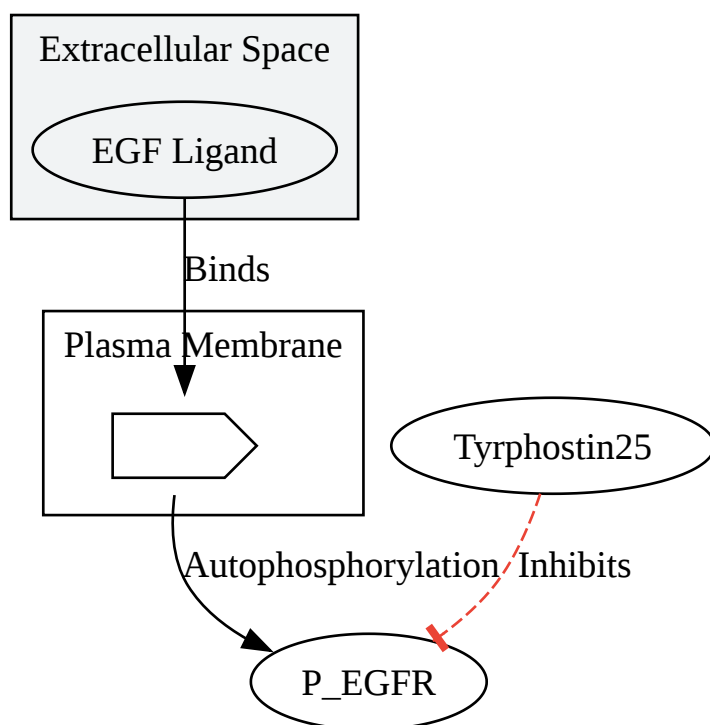 Extracellular Space
EGF Ligand
Binds
Plasma Membrane
Tyrphostin25
Autophosphorylation
Inhibits
P_EGFR